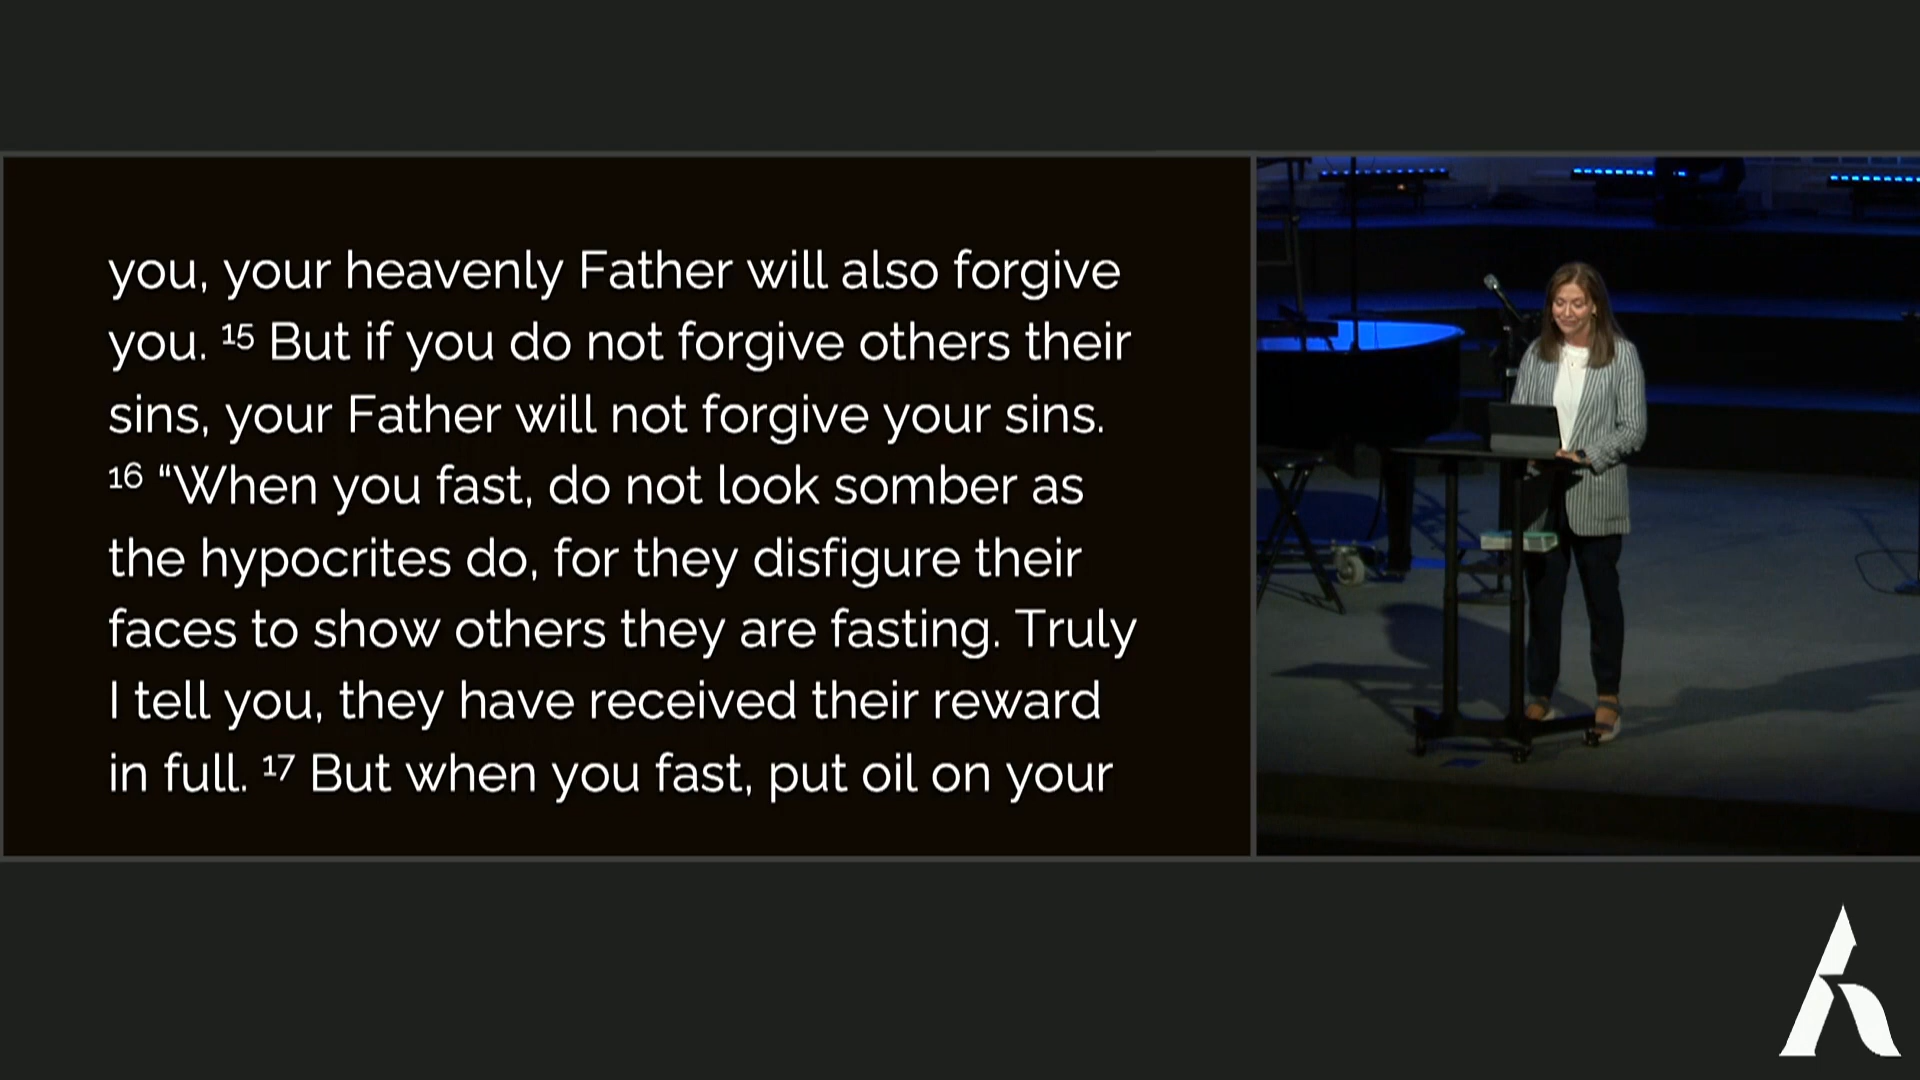 you, your heavenly Father will also forgive
you. 15 But if you do not forgive others their
sins, your Father will not forgive your sins.
16 “When you fast, do not look somber as
the hypocrites do, for they disfigure their
faces to show others they are fasting. Truly
I tell you, they have received their reward
in full. 17 But when you fast, put oil on your